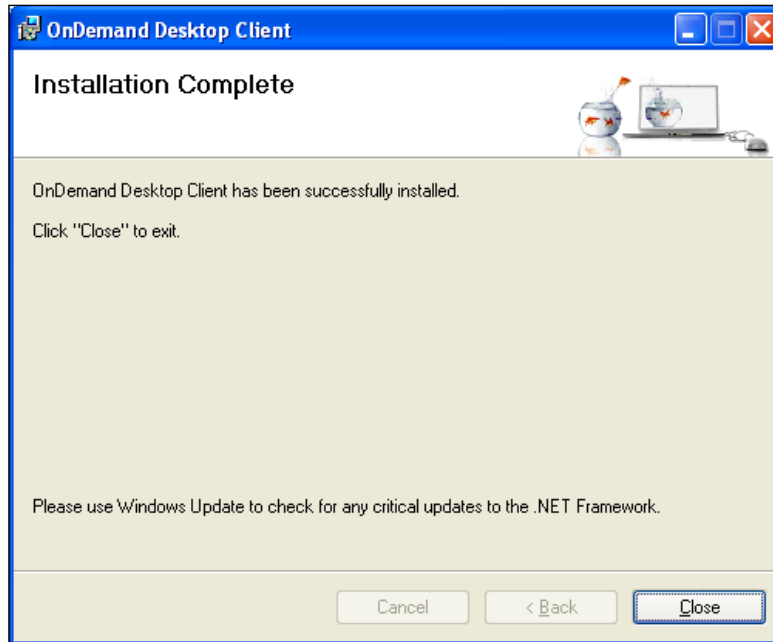 OnDemand Desktop Client
Installation Complete
OnDemand Desktop Client has been successfully installed.
Click "Close" to exit.
Please use Windows Update to check for any critical updates to the .NET Framework.
Cancel
< Back
Close